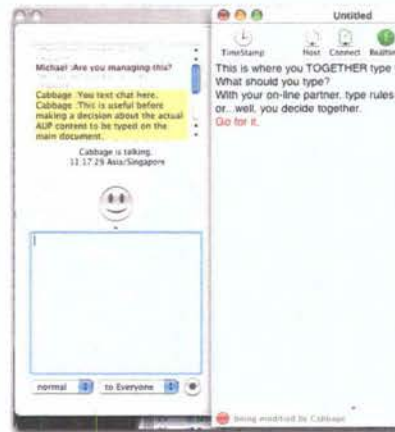 Michael :Are you managing this?
Cabbage :You text chat here.
Cabbage :This is useful before
making a decision about the actual
AUP content to be typed on the
main document.
Cabbage is talking.
11:17:29 Asia/Singapore
normal
to Everyone
Untitled
TimeStamp
Host
Connect
This is where you TOGETHER type
What should you type?
With your on-line partner, type rules
or...well, you decide together.
Go for it.
being modified by Cabbage